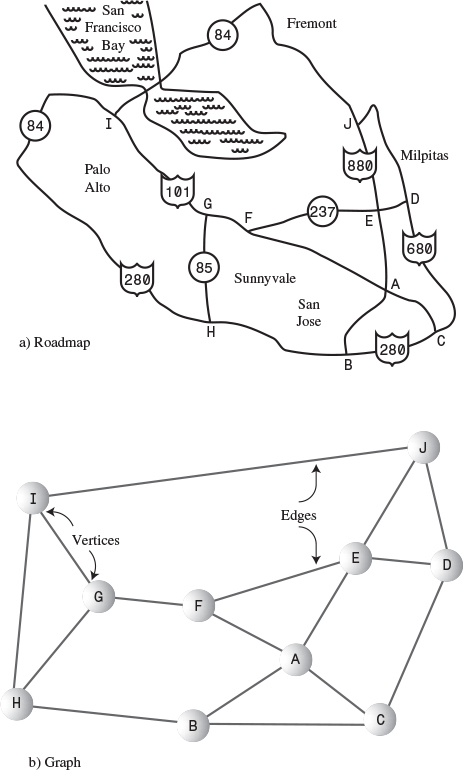 San
Francisco
Bay
84
Fremont
84
I
J
Palo
Alto
880
Milpitas
101
G
F
237
E
D
85
680
280
Sunnyvale
A
San
Jose
H
280
C
B
a) Roadmap
J
I
Edges
Vertices
E
D
G
F
A
H
B
C
b) Graph